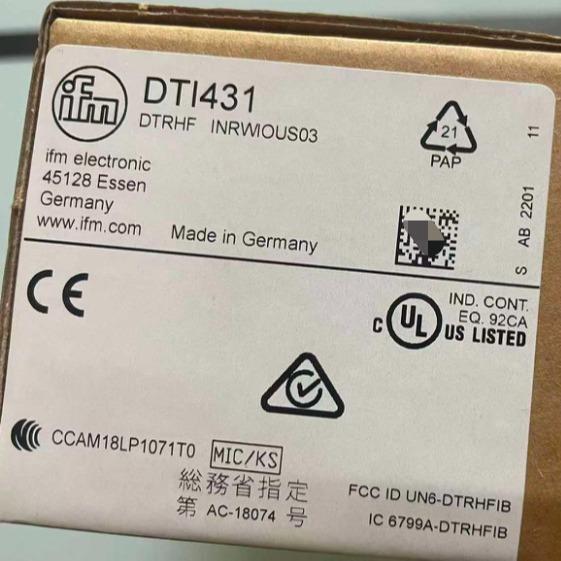 ifm
DTI431
DTRHF INRWIOUS03
ifm electronic
45128 Essen
Germany
www.ifm.com
Made in Germany
21
PAP
11
S AB 2201
CE
C UL US LISTED
IND. CONT.
EQ. 92CA
CCAM18LP1071T0
MIC/KS
総務省指定
第 AC-18074 号
FCC ID UN6-DTRHFIB
IC 6799A-DTRHFIB